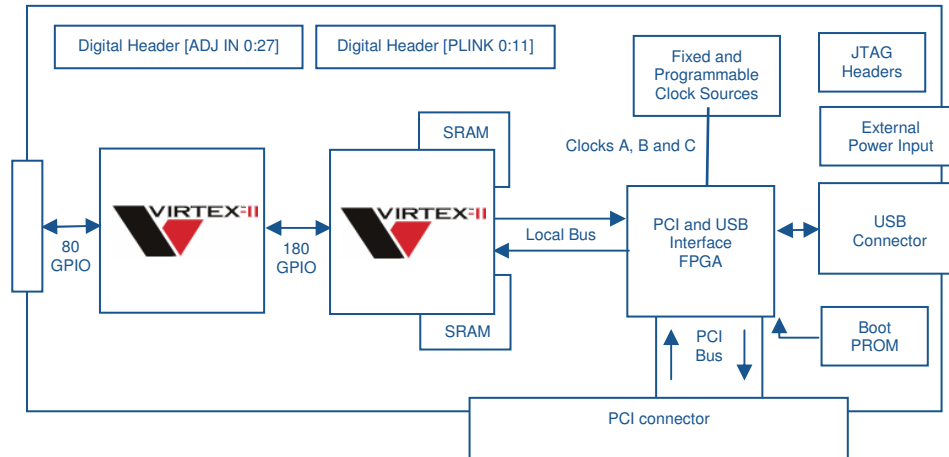 Digital Header [ADJ IN 0:27]
Digital Header [PLINK 0:11]
Fixed and
Programmable
Clock Sources
JTAG
Headers
SRAM
External
Power Input
Clocks A, B and C
VIRTEX-II
VIRTEX-II
80
GPIO
180
GPIO
Local Bus
PCI and USB
Interface
FPGA
USB
Connector
SRAM
PCI
Bus
Boot
PROM
PCI connector